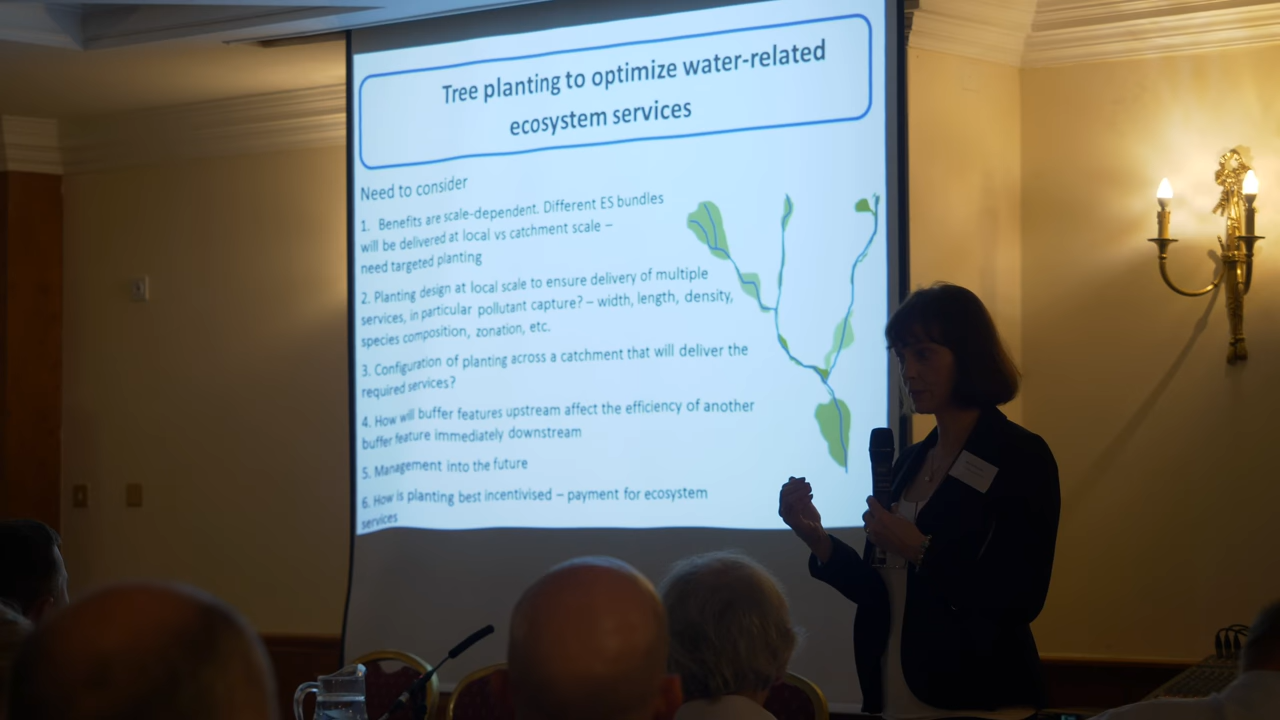 Tree planting to optimize water-related
ecosystem services
Need to consider
1. Benefits are scale-dependent. Different ES bundles
will be delivered at local vs catchment scale –
need targeted planting
2. Planting design at local scale to ensure delivery of multiple
services, in particular pollutant capture? – width, length, density,
species composition, zonation, etc.
3. Configuration of planting across a catchment that will deliver the
required services?
4. How will buffer features upstream affect the efficiency of another
buffer feature immediately downstream
5. Management into the future
6. How is planting best incentivised – payment for ecosystem
services